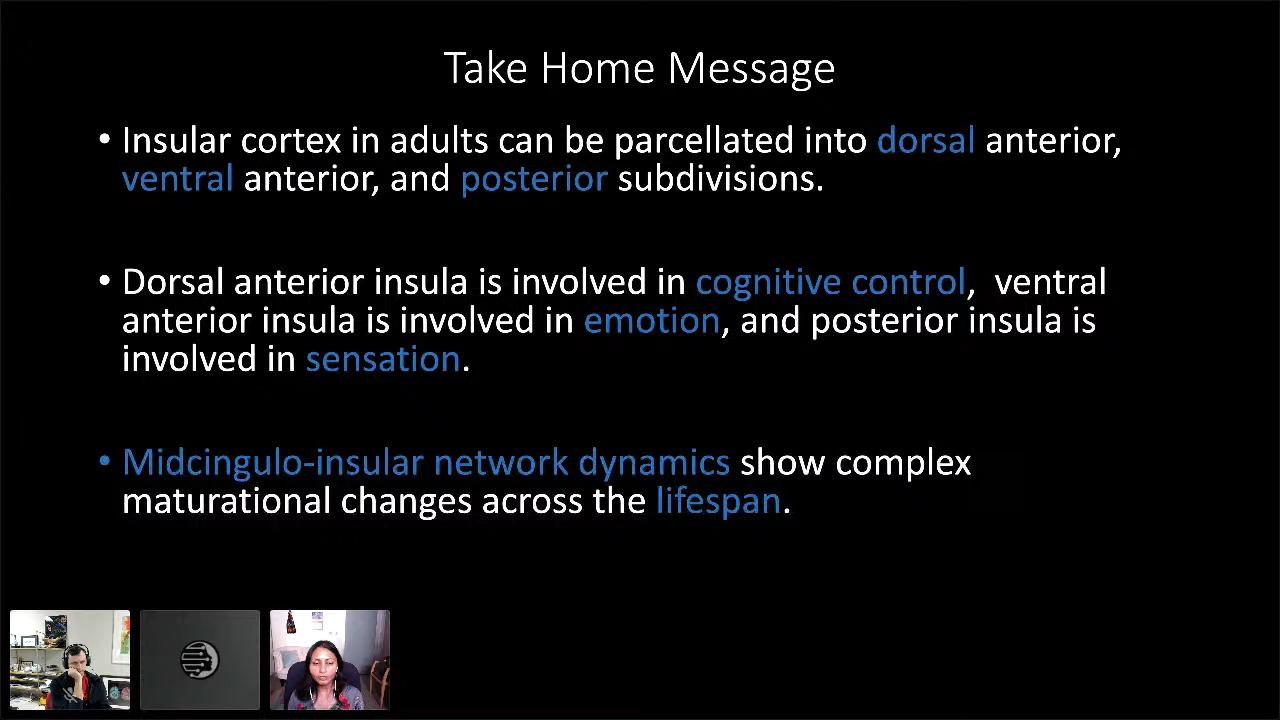 Take Home Message
• Insular cortex in adults can be parcellated into dorsal anterior,
ventral anterior, and posterior subdivisions.
• Dorsal anterior insula is involved in cognitive control,  ventral
anterior insula is involved in emotion, and posterior insula is
involved in sensation.
• Midcingulo-insular network dynamics show complex
maturational changes across the lifespan.